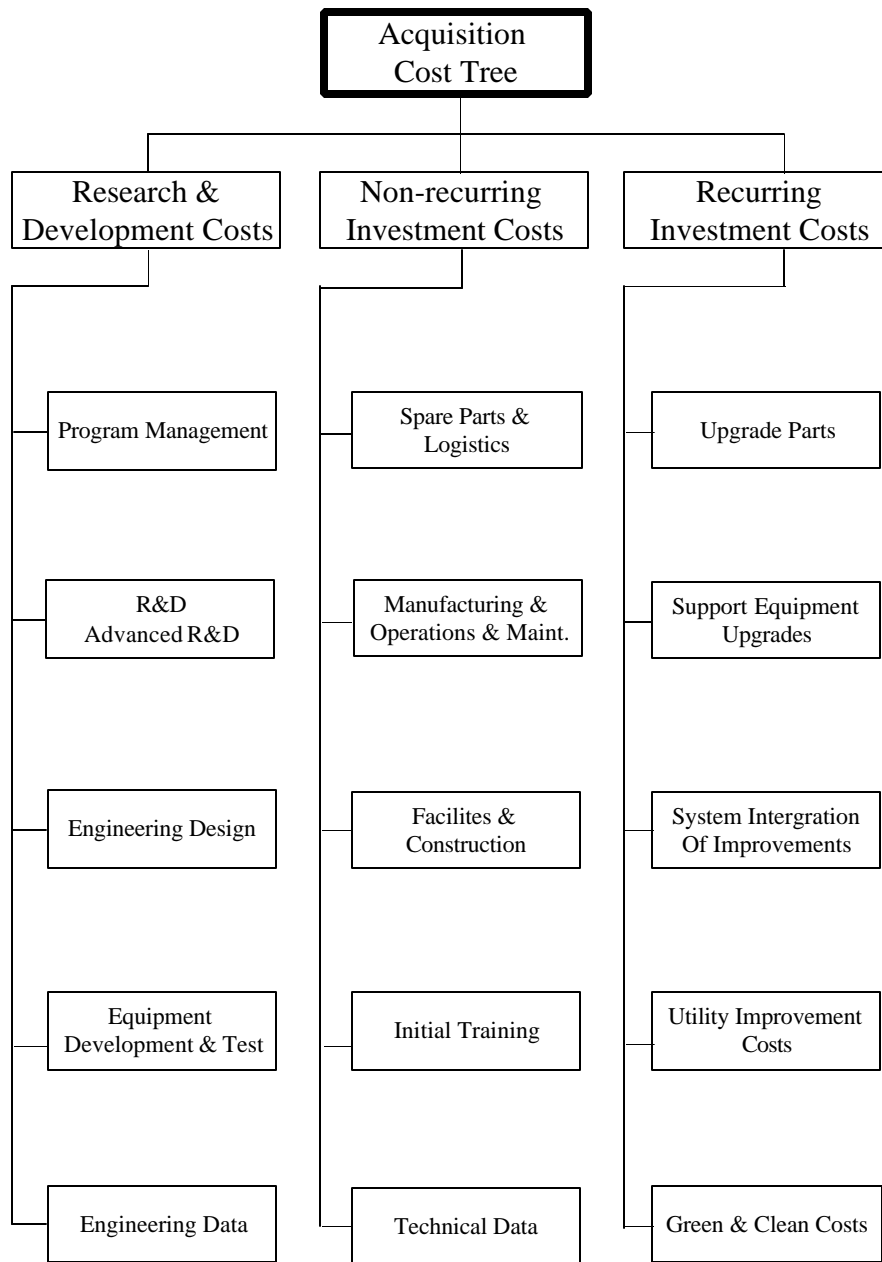 Acquisition
Cost Tree
Research &
Development Costs
Non-recurring
Investment Costs
Recurring
Investment Costs
Program Management
R&D
Advanced R&D
Engineering Design
Equipment
Development & Test
Engineering Data
Spare Parts &
Logistics
Manufacturing &
Operations & Maint.
Facilites &
Construction
Initial Training
Technical Data
Upgrade Parts
Support Equipment
Upgrades
System Intergration
Of Improvements
Utility Improvement
Costs
Green & Clean Costs